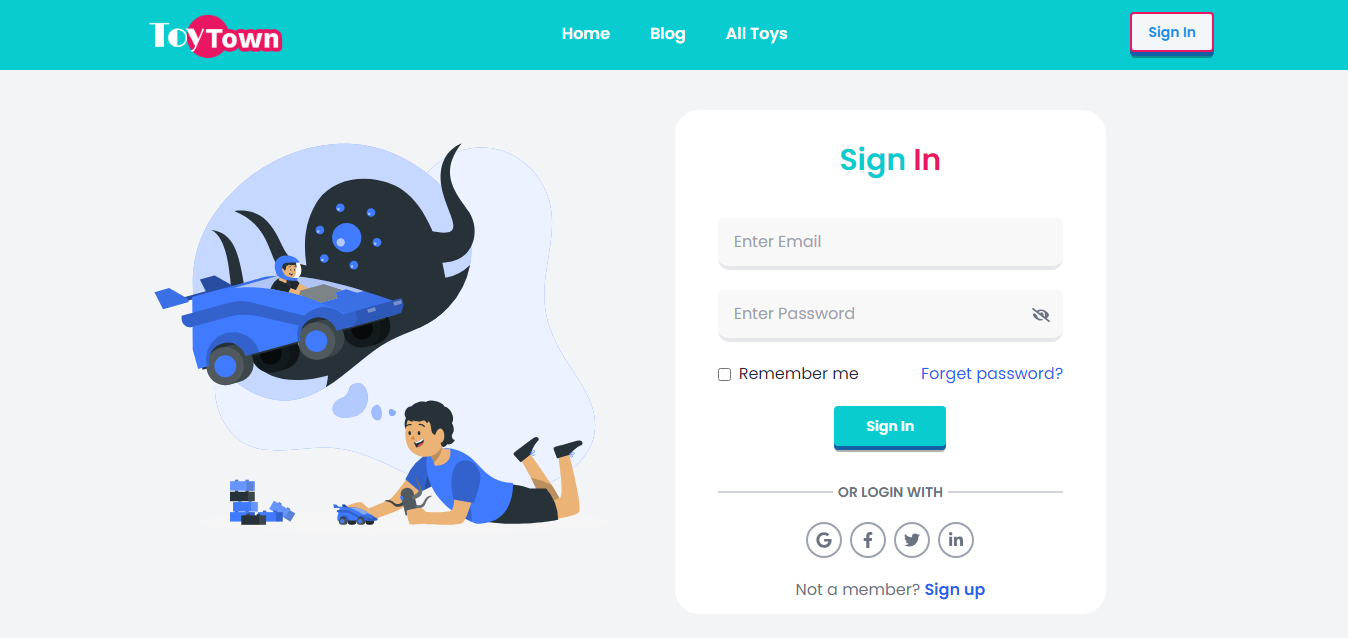 ToyTown
Home Blog All Toys
Sign In
Sign In
Enter Email
Enter Password
Remember me Forget password?
Sign In
OR LOGIN WITH
Not a member? Sign up